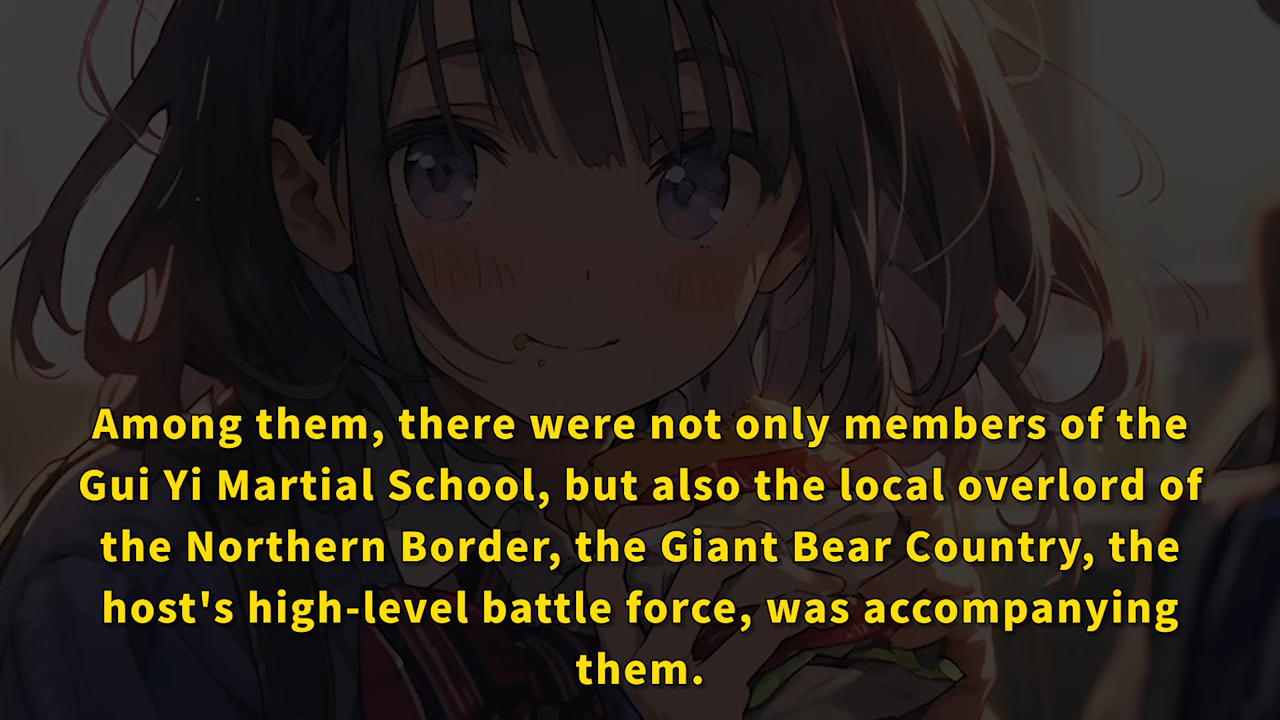 Among them, there were not only members of the
Gui Yi Martial School, but also the local overlord of
the Northern Border, the Giant Bear Country, the
host's high-level battle force, was accompanying
them.